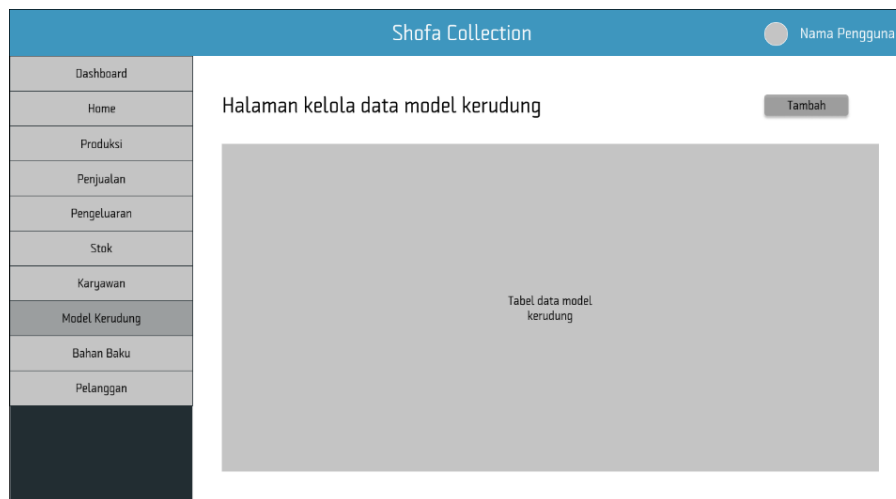 Shofa Collection
Nama Pengguna
Dashboard
Home
Produksi
Penjualan
Pengeluaran
Stok
Karyawan
Model Kerudung
Bahan Baku
Pelanggan
Halaman kelola data model kerudung
Tambah
Tabel data model
kerudung